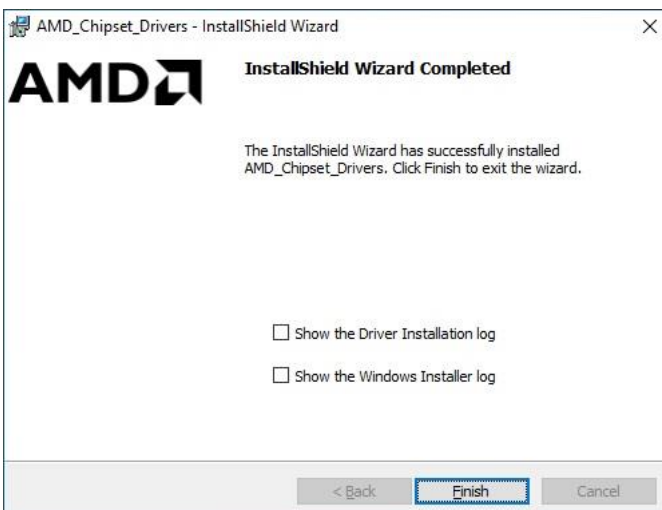 AMD_Chipset_Drivers - InstallShield Wizard
AMD
InstallShield Wizard Completed
The InstallShield Wizard has successfully installed
AMD_Chipset_Drivers. Click Finish to exit the wizard.
Show the Driver Installation log
Show the Windows Installer log
< Back
Finish
Cancel